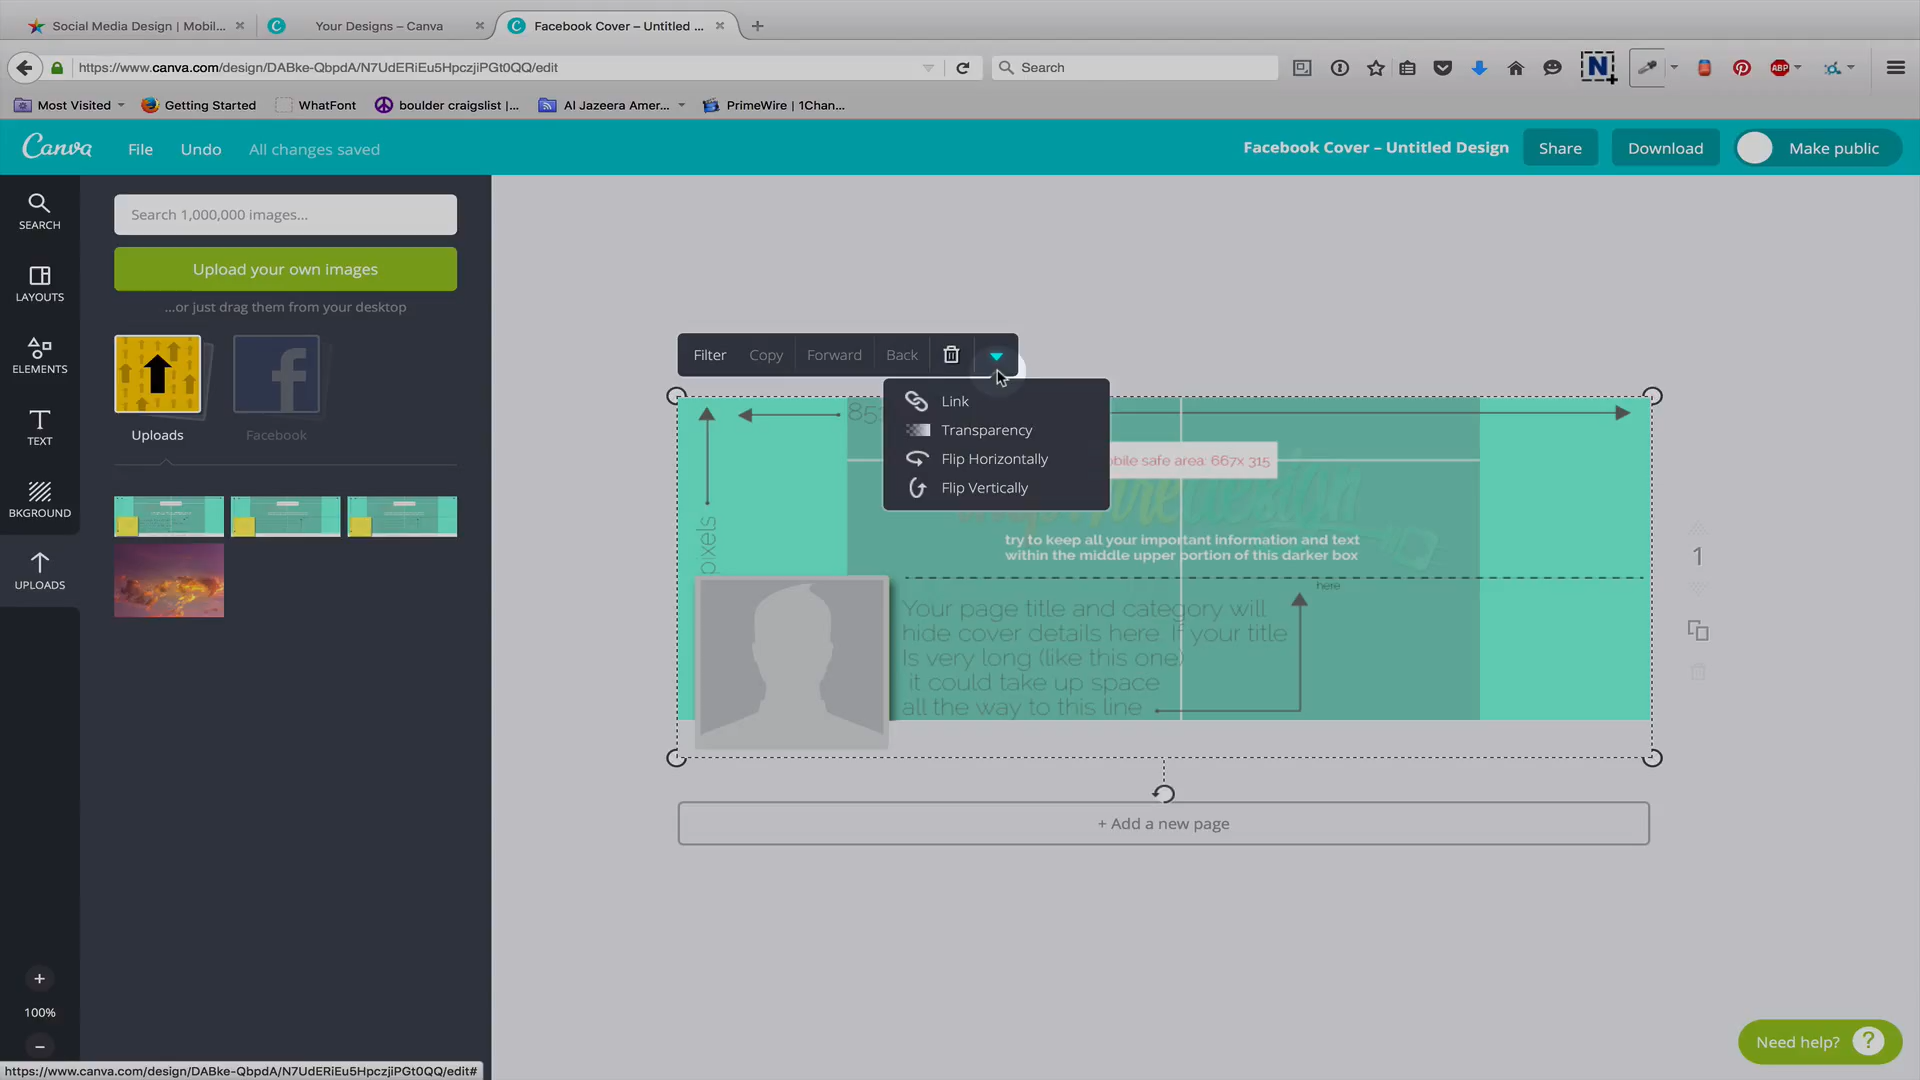 Social Media Design | Mobil...
Your Designs – Canva
Facebook Cover – Untitled ...
https://www.canva.com/design/DABke-QbpdA/N7UdERiEu5HpczjiPGt0QQ/edit
Search
Most Visited
Getting Started
WhatFont
boulder craigslist |...
Al Jazeera Amer...
PrimeWire | 1Chan...
Canva
File
Undo
All changes saved
Facebook Cover – Untitled Design
Share
Download
Make public
SEARCH
LAYOUTS
ELEMENTS
TEXT
BKGROUND
UPLOADS
100%
Search 1,000,000 images...
Upload your own images
...or just drag them from your desktop
Uploads
Facebook
Filter
Copy
Forward
Back
Link
Transparency
Flip Horizontally
Flip Vertically
safe area: 667x 315
design
try to keep all your important information and text
within the middle upper portion of this darker box
pixels
here
Your page title and category will
hide cover details here. If your title
Is very long (like this one)
it could take up space
all the way to this line
1
+ Add a new page
Need help?
https://www.canva.com/design/DABke-QbpdA/N7UdERiEu5HpczjiPGt0QQ/edit#